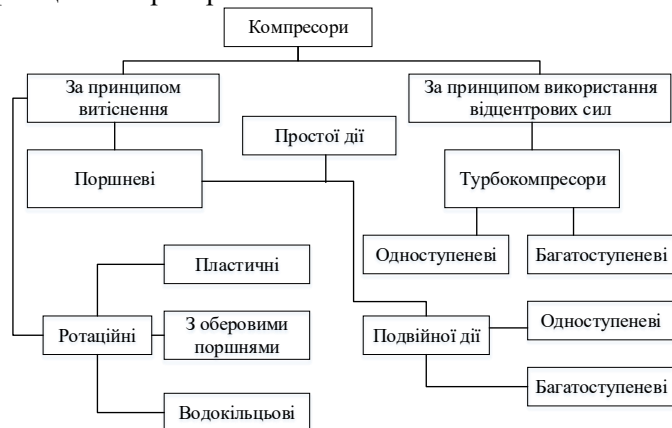 Компресори
За принципом
витіснення
За принципом використання
відцентрових сил
Простої дії
Поршневі
Турбокомпресори
Одноступеневі
Багатоступеневі
Пластичні
Ротаційні
З оберовими
поршнями
Подвійної дії
Одноступеневі
Багатоступеневі
Водокільцьові